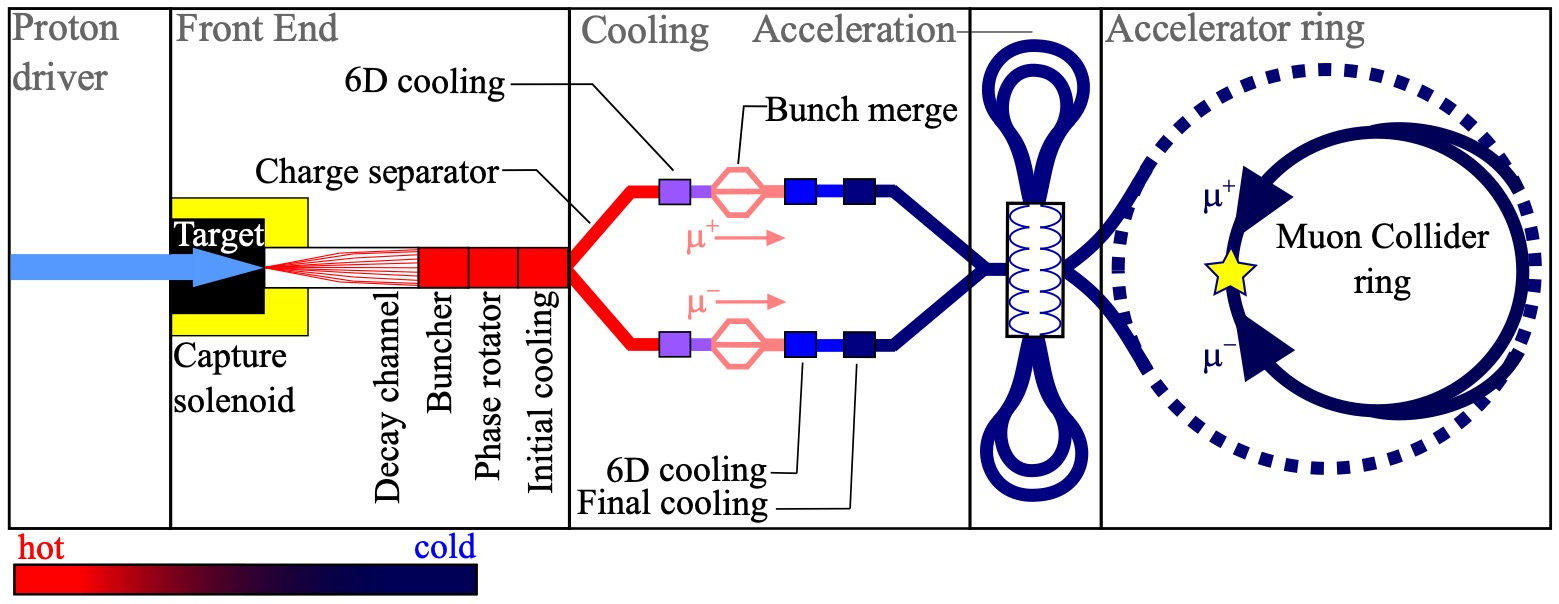 Proton
driver
Front End
Cooling
Acceleration
Accelerator ring
6D cooling
Bunch merge
Charge separator
Target
Capture
solenoid
Decay channel
Buncher
Phase rotator
Initial cooling
μ+
μ−
6D cooling
Final cooling
μ+
Muon Collider
ring
μ−
hot
cold